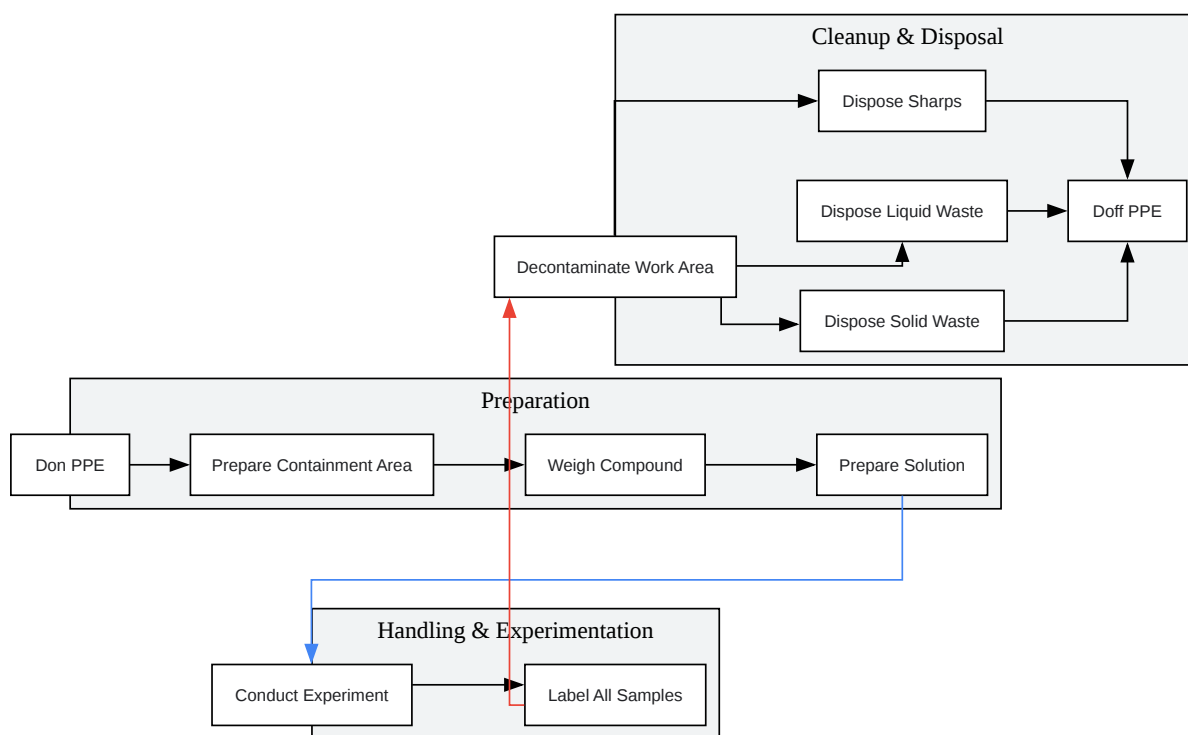 Cleanup & Disposal
Dispose Sharps
Dispose Liquid Waste
Doff PPE
Decontaminate Work Area
Dispose Solid Waste
Preparation
Don PPE
Prepare Containment Area
Weigh Compound
Prepare Solution
Handling & Experimentation
Conduct Experiment
Label All Samples